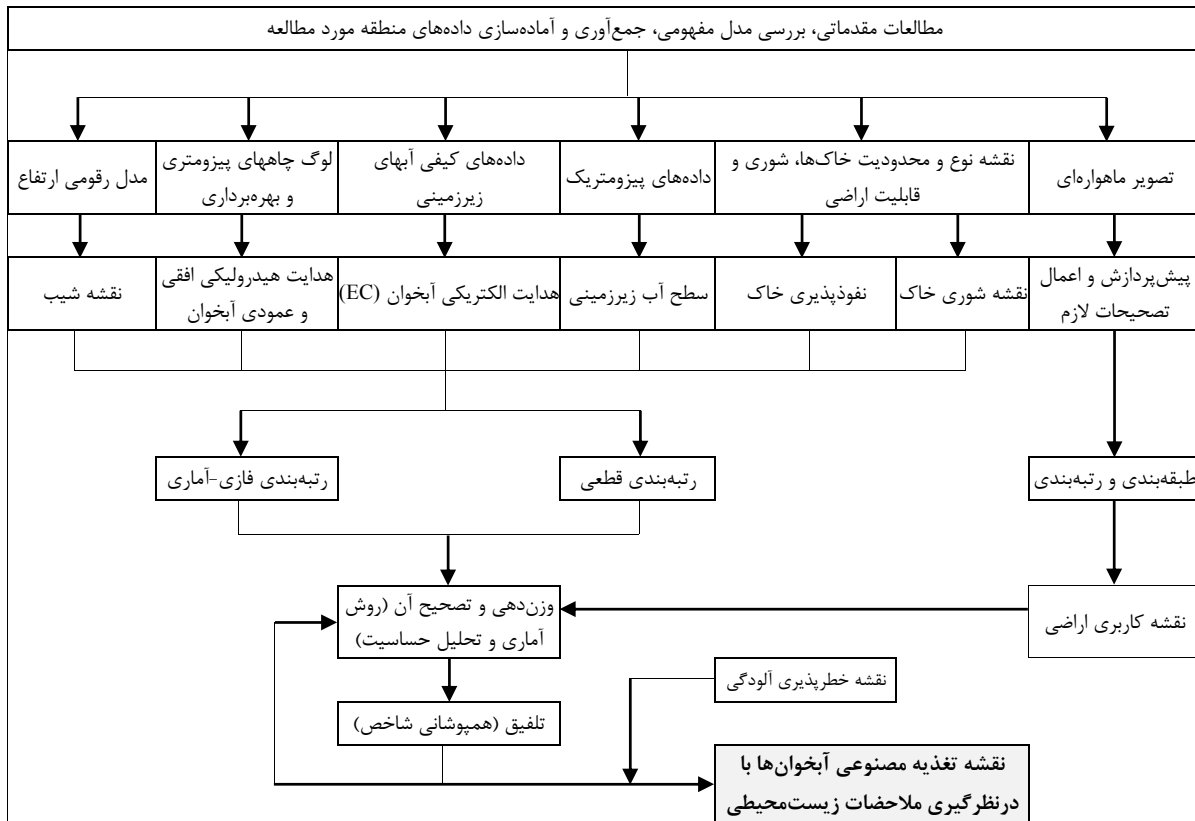 مطالعات مقدماتی، بررسی مدل مفهومی، جمع‌آوری و آماده‌سازی داده‌های منطقه مورد مطالعه
تصویر ماهواره‌ای
نقشه نوع و محدودیت خاک‌ها، شوری و
قابلیت اراضی
داده‌های پیزومتریک
داده‌های کیفی آبهای
زیرزمینی
لوگ چاههای پیزومتری
و بهره‌برداری
مدل رقومی ارتفاع
پیش‌پردازش و اعمال
تصحیحات لازم
نقشه شوری خاک
نفوذپذیری خاک
سطح آب زیرزمینی
هدایت الکتریکی آبخوان (EC)
هدایت هیدرولیکی افقی
و عمودی آبخوان
نقشه شیب
طبقه‌بندی و رتبه‌بندی
رتبه‌بندی قطعی
رتبه‌بندی فازی-آماری
نقشه کاربری اراضی
وزن‌دهی و تصحیح آن (روش
آماری و تحلیل حساسیت)
نقشه خطرپذیری آلودگی
تلفیق (همپوشانی شاخص)
نقشه تغذیه مصنوعی آبخوان‌ها با
درنظرگیری ملاحضات زیست‌محیطی